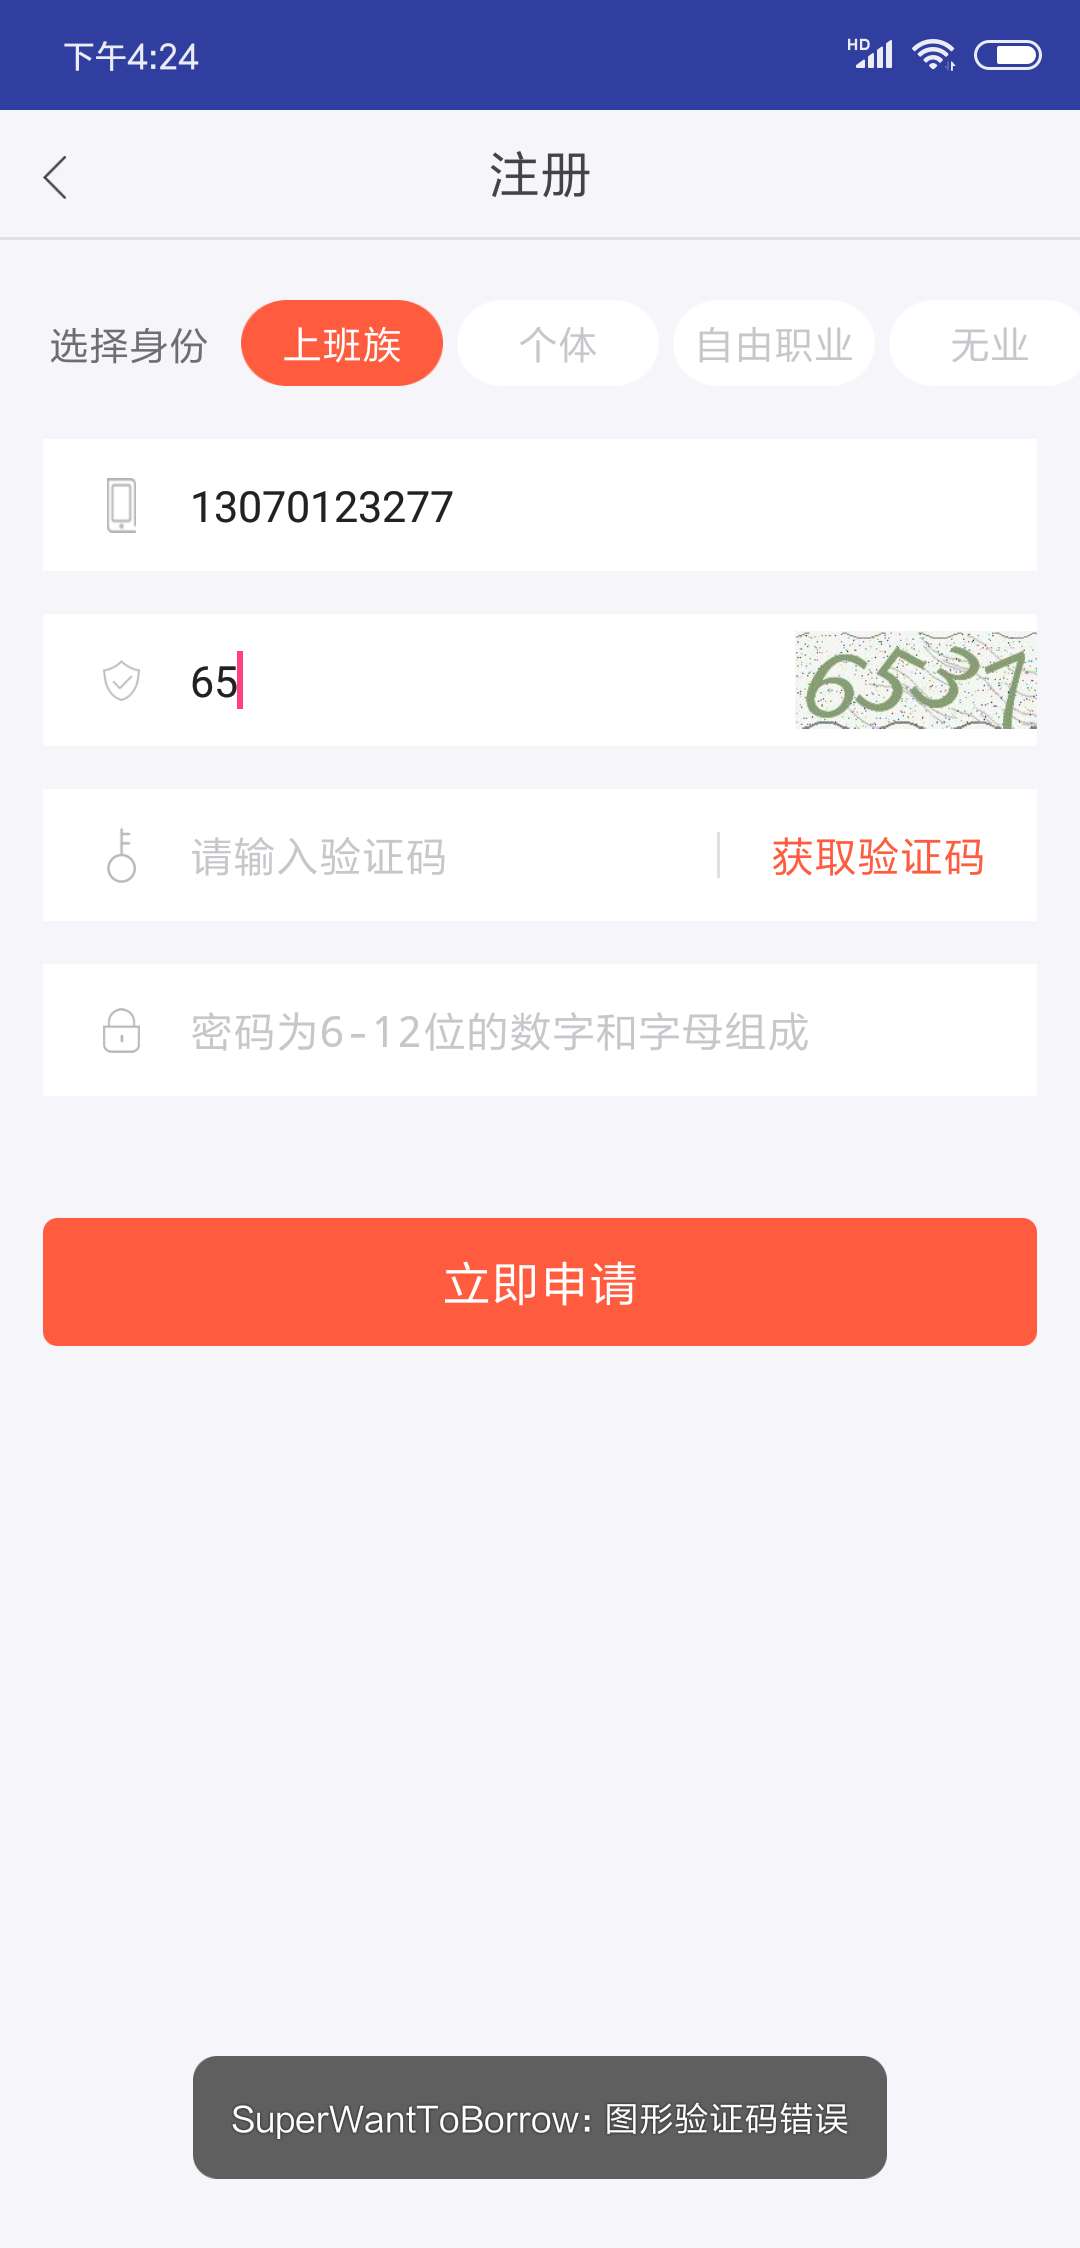 下午4:24
HD
注册
选择身份 上班族 个体 自由职业 无业
13070123277
65 6537
请输入验证码 获取验证码
密码为6-12位的数字和字母组成
立即申请
SuperWantToBorrow: 图形验证码错误